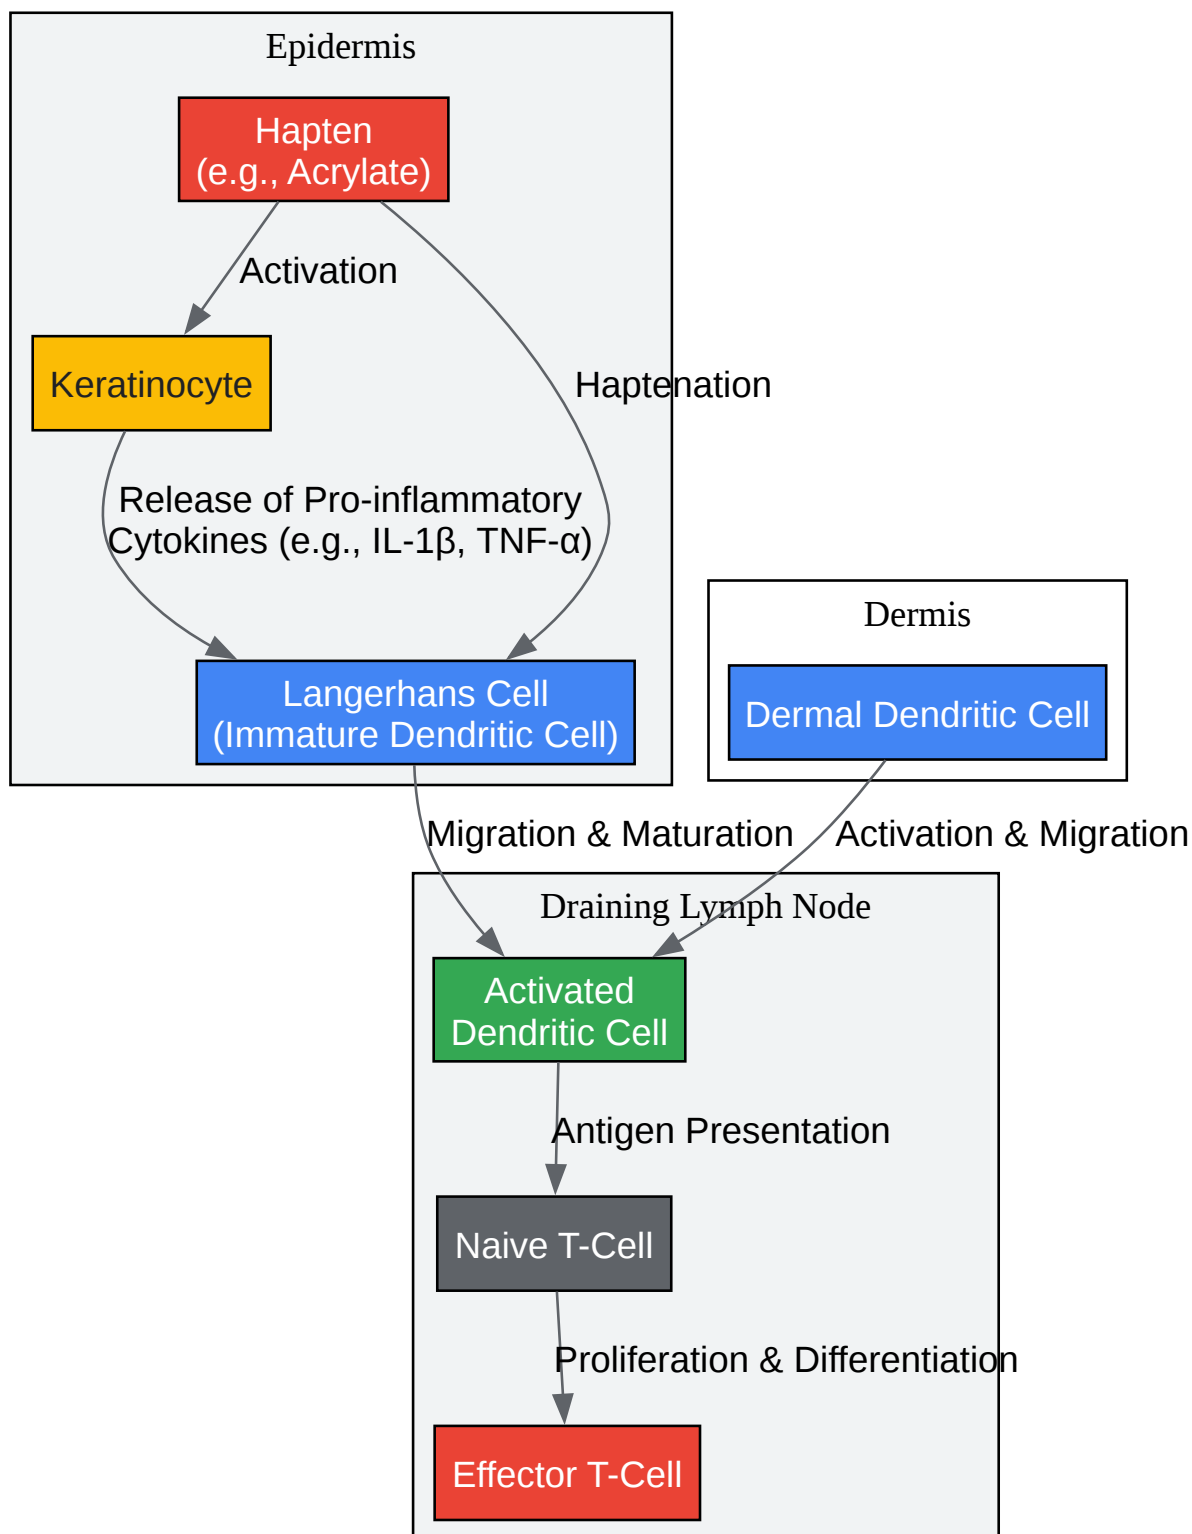 Epidermis
Hapten
(e.g., Acrylate)
Activation
Keratinocyte
Haptenation
Release of Pro-inflammatory
Cytokines (e.g., IL-1β, TNF-α)
Langerhans Cell
(Immature Dendritic Cell)
Dermis
Dermal Dendritic Cell
Migration & Maturation
Activation & Migration
Draining Lymph Node
Activated
Dendritic Cell
Antigen Presentation
Naive T-Cell
Proliferation & Differentiation
Effector T-Cell